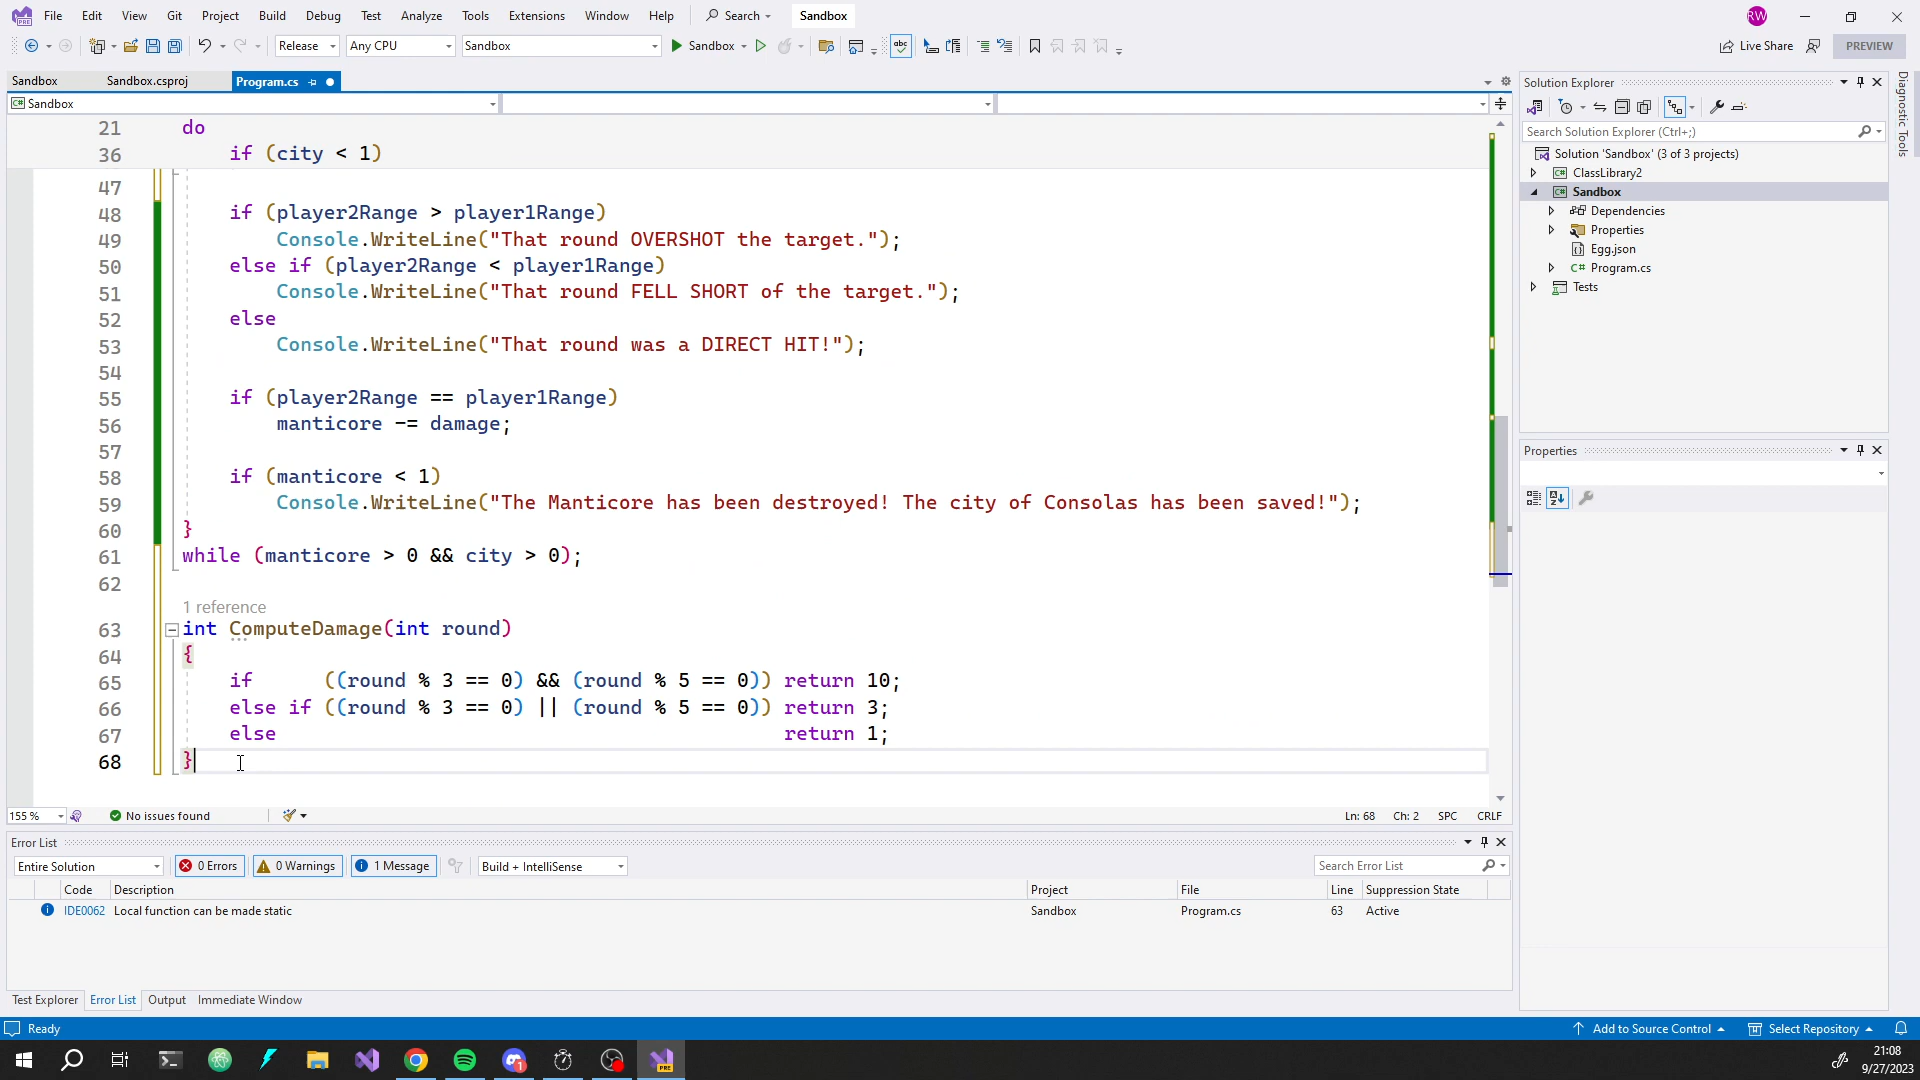 File Edit View Git Project Build Debug Test Analyze Tools Extensions Window Help Search Sandbox RW
Release Any CPU Sandbox Sandbox Live Share PREVIEW
Sandbox Sandbox.csproj Program.cs
C# Sandbox
21 do
36 if (city < 1)
47
48 if (player2Range > player1Range)
49 Console.WriteLine("That round OVERSHOT the target.");
50 else if (player2Range < player1Range)
51 Console.WriteLine("That round FELL SHORT of the target.");
52 else
53 Console.WriteLine("That round was a DIRECT HIT!");
54
55 if (player2Range == player1Range)
56 manticore -= damage;
57
58 if (manticore < 1)
59 Console.WriteLine("The Manticore has been destroyed! The city of Consolas has been saved!");
60 }
61 while (manticore > 0 && city > 0);
62
1 reference
63 int ComputeDamage(int round)
64 {
65 if ((round % 3 == 0) && (round % 5 == 0)) return 10;
66 else if ((round % 3 == 0) || (round % 5 == 0)) return 3;
67 else return 1;
68 }
155 % No issues found Ln: 68 Ch: 2 SPC CRLF
Error List
Entire Solution 0 Errors 0 Warnings 1 Message Build + IntelliSense Search Error List
Code Description Project File Line Suppression State
IDE0062 Local function can be made static Sandbox Program.cs 63 Active
Test Explorer Error List Output Immediate Window
Solution Explorer
Search Solution Explorer (Ctrl+;)
Solution 'Sandbox' (3 of 3 projects)
C# ClassLibrary2
C# Sandbox
Dependencies
Properties
Egg.json
C# Program.cs
Tests
Properties
Diagnostic Tools
Ready Add to Source Control Select Repository
21:08
9/27/2023